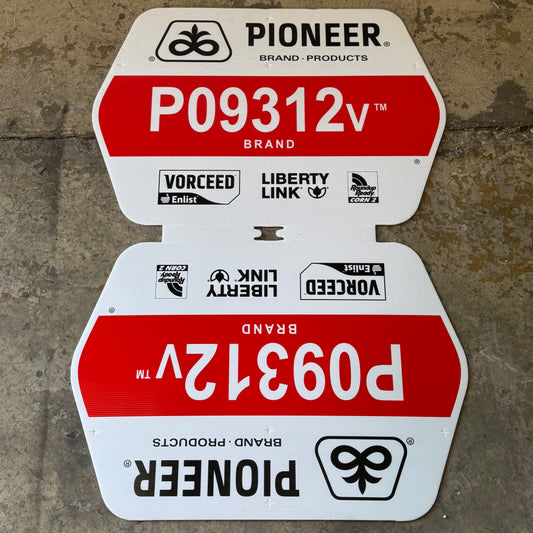 PIONEER®
BRAND · PRODUCTS
P09312V™
BRAND
VORCEED
Enlist
LIBERTY
LINK®
Roundup
Ready
CORN 2
®
VORCEED
Enlist
LIBERTY
LINK®
Roundup
Ready
CORN 2
®
BRAND
P09312V™
BRAND · PRODUCTS
PIONEER®